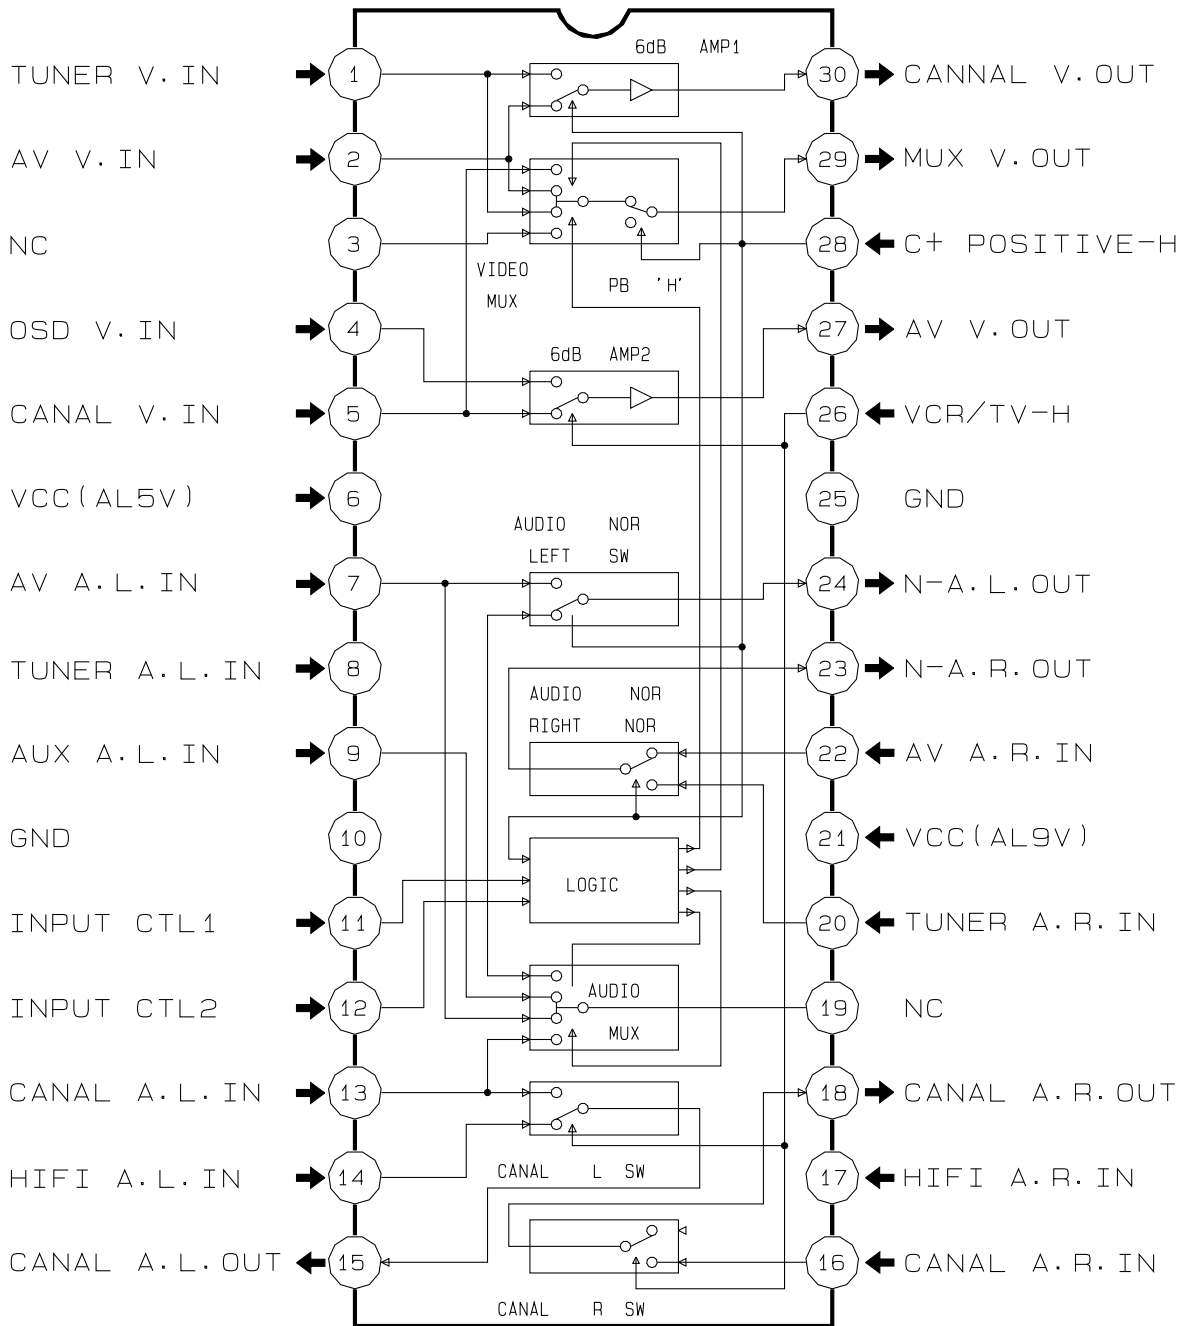 6dB AMP1
TUNER V.IN 1 30 CANNAL V.OUT
AV V.IN 2 29 MUX V.OUT
NC 3 28 C+ POSITIVE-H
VIDEO
MUX
PB 'H'
OSD V.IN 4 27 AV V.OUT
6dB AMP2
CANAL V.IN 5 26 VCR/TV-H
VCC(AL5V) 6 25 GND
AUDIO NOR
LEFT SW
AV A.L.IN 7 24 N-A.L.OUT
TUNER A.L.IN 8 23 N-A.R.OUT
AUDIO NOR
RIGHT NOR
AUX A.L.IN 9 22 AV A.R.IN
GND 10 21 VCC(AL9V)
LOGIC
INPUT CTL1 11 20 TUNER A.R.IN
AUDIO
MUX
INPUT CTL2 12 19 NC
CANAL A.L.IN 13 18 CANAL A.R.OUT
CANAL L SW
HIFI A.L.IN 14 17 HIFI A.R.IN
CANAL A.L.OUT 15 16 CANAL A.R.IN
CANAL R SW